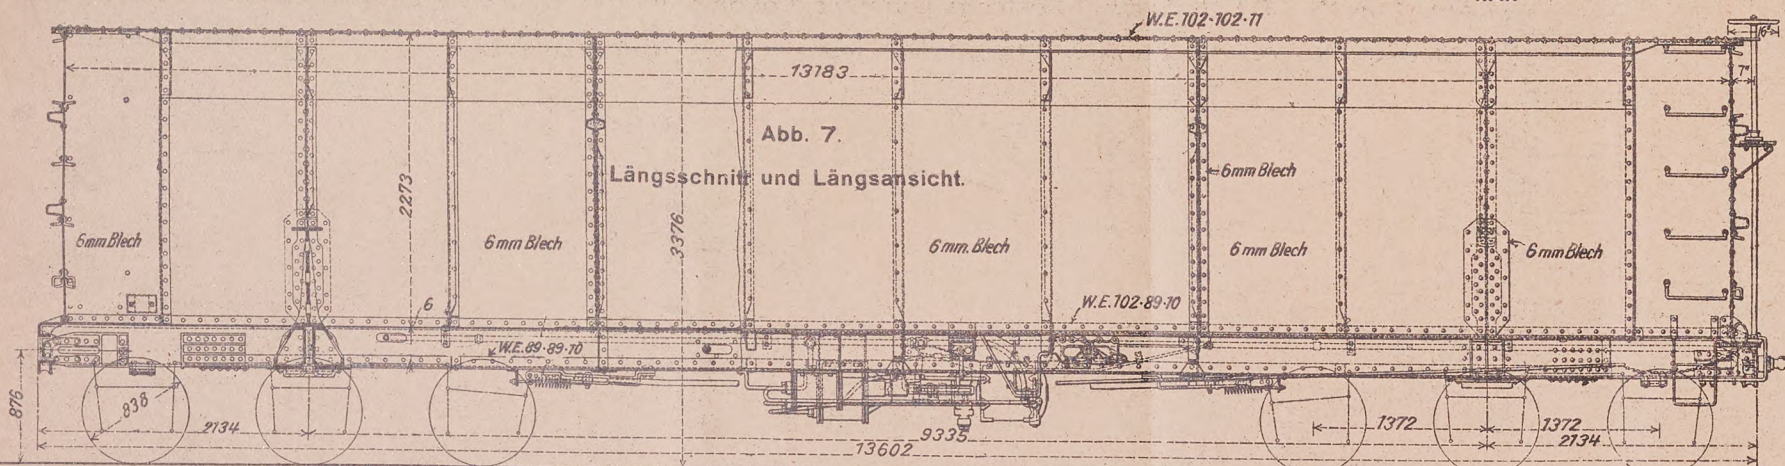 W.E.102·102·11
16"
13183
7"
Abb. 7.
Längsschnitt und Längsansicht.
6mm Blech
2273
3376
6mm Blech
6mm Blech
6mm. Blech
6mm Blech
6mm Blech
W.E.102·89·10
6
W.E.89·89·10
876
838
2134
9335
13602
1372
1372
2134